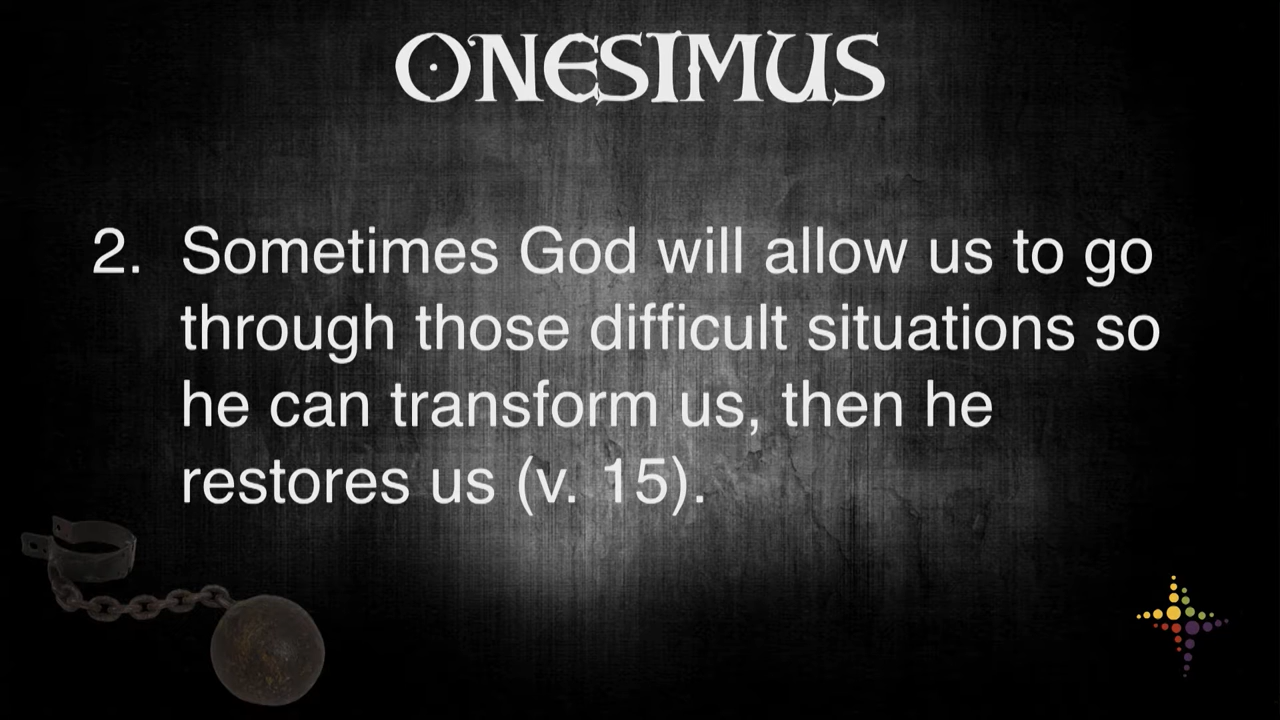 ONESIMUS
2. Sometimes God will allow us to go
through those difficult situations so
he can transform us, then he
restores us (v. 15).